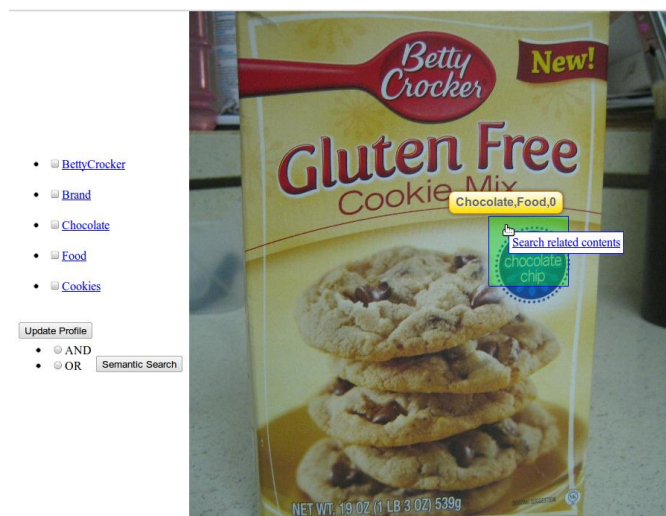 BettyCrocker
Brand
Chocolate
Food
Cookies
Update Profile
AND
OR
Semantic Search
Betty
Crocker
New!
Gluten Free
Cookie Mix
Chocolate,Food,0
Search related contents
chocolate
chip
NET WT. 19 OZ (1 LB 3 OZ) 539g